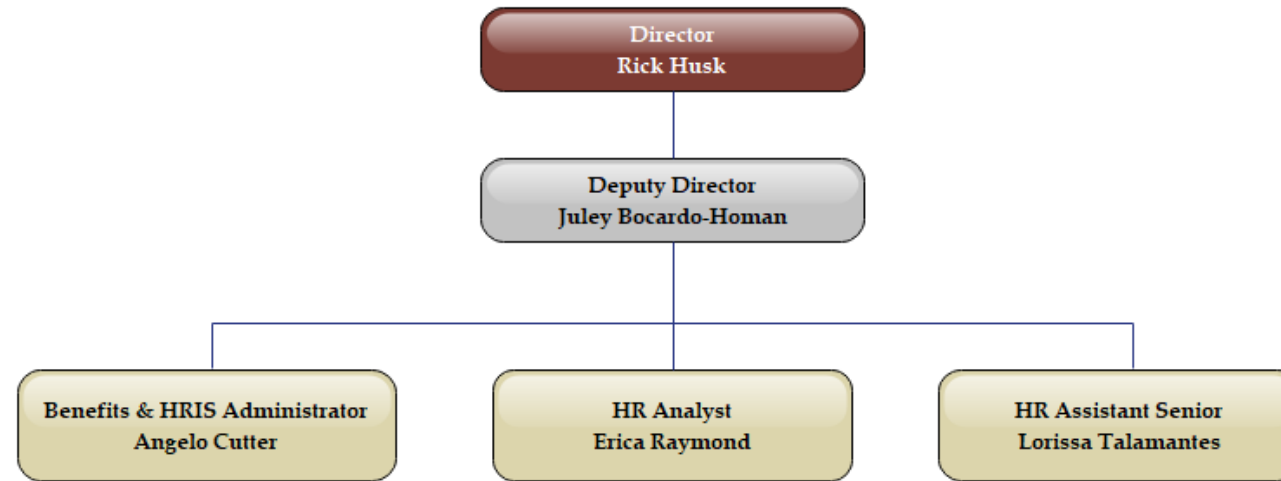 Director
Rick Husk
Deputy Director
Juley Bocardo-Homan
Benefits & HRIS Administrator
Angelo Cutter
HR Analyst
Erica Raymond
HR Assistant Senior
Lorissa Talamantes